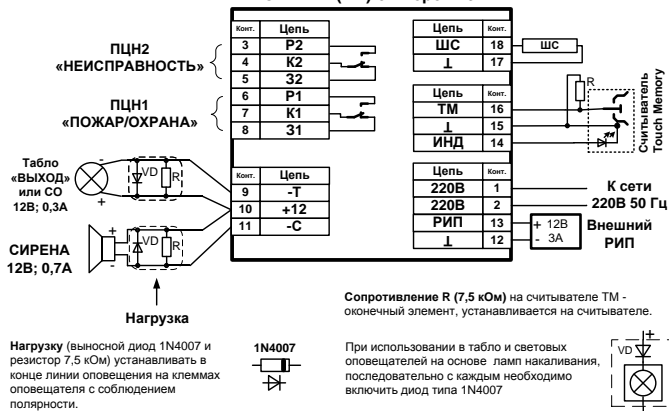 Конт. Цепь
3 Р2
4 К2
5 З2
6 Р1
7 К1
8 З1
ПЦН2
«НЕИСПРАВНОСТЬ»
ПЦН1
«ПОЖАР/ОХРАНА»
Цепь Конт.
ШС 18 ШС
⊥ 17
Цепь Конт.
ТМ 16
⊥ 15
ИНД 14
R
Считыватель
Touch Memory
Табло
«ВЫХОД»
или СО
12В; 0,3А
- +
VD R
СИРЕНА
12В; 0,7А
+ -
VD R
Конт. Цепь
9 -Т
10 +12
11 -С
Цепь Конт.
220В 1
220В 2
РИП 13
⊥ 12
К сети
220В 50 Гц
+ 12В
- 3А
Внешний
РИП
Нагрузка
Сопротивление R (7,5 кОм) на считывателе ТМ -
оконечный элемент, устанавливается на считывателе.
Нагрузку (выносной диод 1N4007 и
резистор 7,5 кОм) устанавливать в
конце линии оповещения на клеммах
оповещателя с соблюдением
полярности.
1N4007
При использовании в табло и световых
оповещателей на основе ламп накаливания,
последовательно с каждым необходимо
включить диод типа 1N4007
+
VD